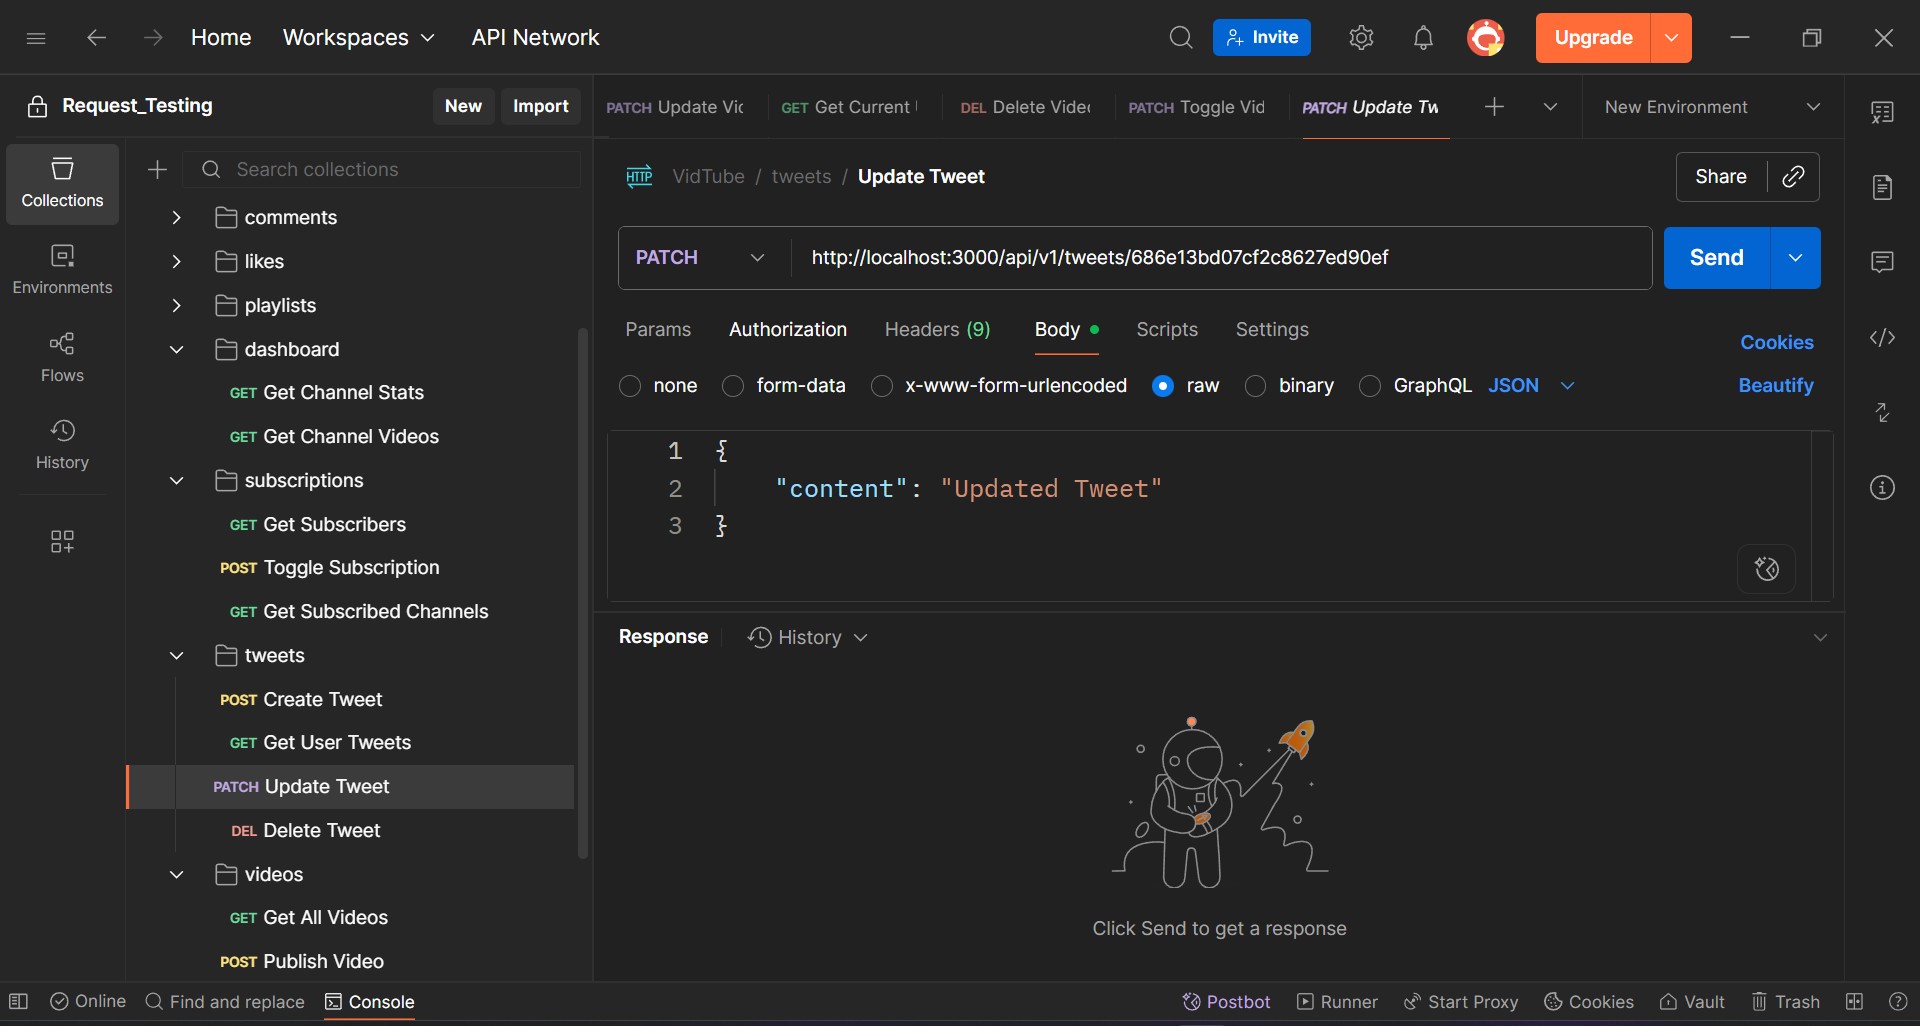 Home Workspaces API Network Invite Upgrade
Request_Testing New Import
PATCH Update Vic GET Get Current DEL Delete Video PATCH Toggle Vid PATCH Update Tw New Environment
Collections
Environments
Flows
History
Search collections
comments
likes
playlists
dashboard
GET Get Channel Stats
GET Get Channel Videos
subscriptions
GET Get Subscribers
POST Toggle Subscription
GET Get Subscribed Channels
tweets
POST Create Tweet
GET Get User Tweets
PATCH Update Tweet
DEL Delete Tweet
videos
GET Get All Videos
POST Publish Video
HTTP VidTube / tweets / Update Tweet Share
PATCH http://localhost:3000/api/v1/tweets/686e13bd07cf2c8627ed90ef Send
Params Authorization Headers (9) Body Scripts Settings Cookies
none form-data x-www-form-urlencoded raw binary GraphQL JSON Beautify
1 {
2 "content": "Updated Tweet"
3 }
Response History
Click Send to get a response
Online Find and replace Console Postbot Runner Start Proxy Cookies Vault Trash